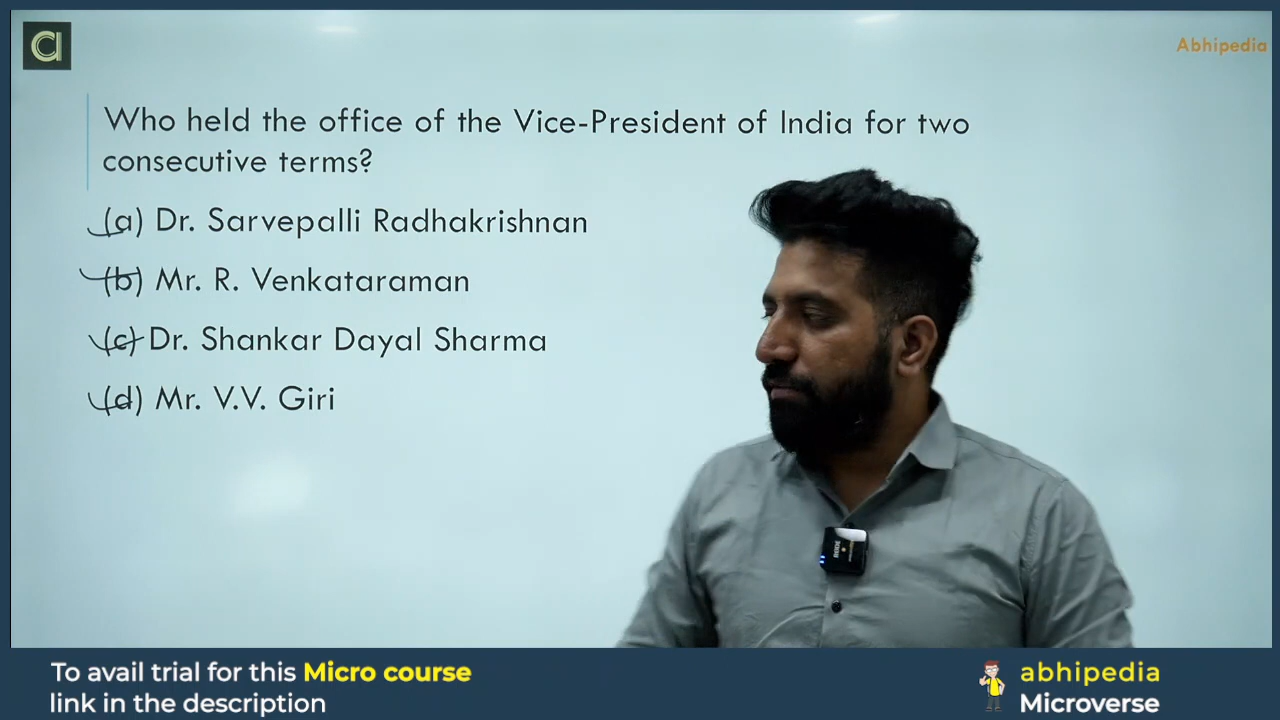 Abhipedia
Who held the office of the Vice-President of India for two
consecutive terms?
(a) Dr. Sarvepalli Radhakrishnan
(b) Mr. R. Venkataraman
(c) Dr. Shankar Dayal Sharma
(d) Mr. V.V. Giri
RODE
To avail trial for this Micro course
link in the description
abhipedia
Microverse